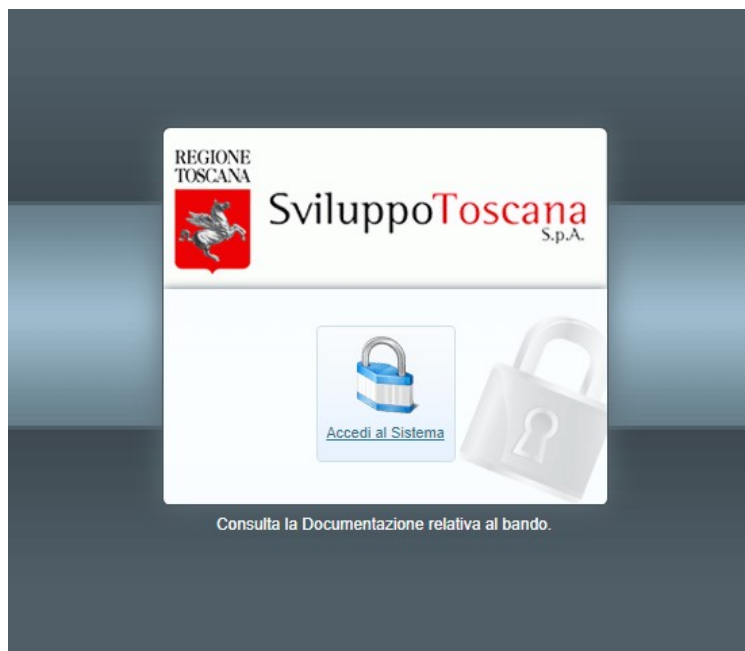 REGIONE
TOSCANA
SviluppoToscana
S.p.A.
Accedi al Sistema
Consulta la Documentazione relativa al bando.